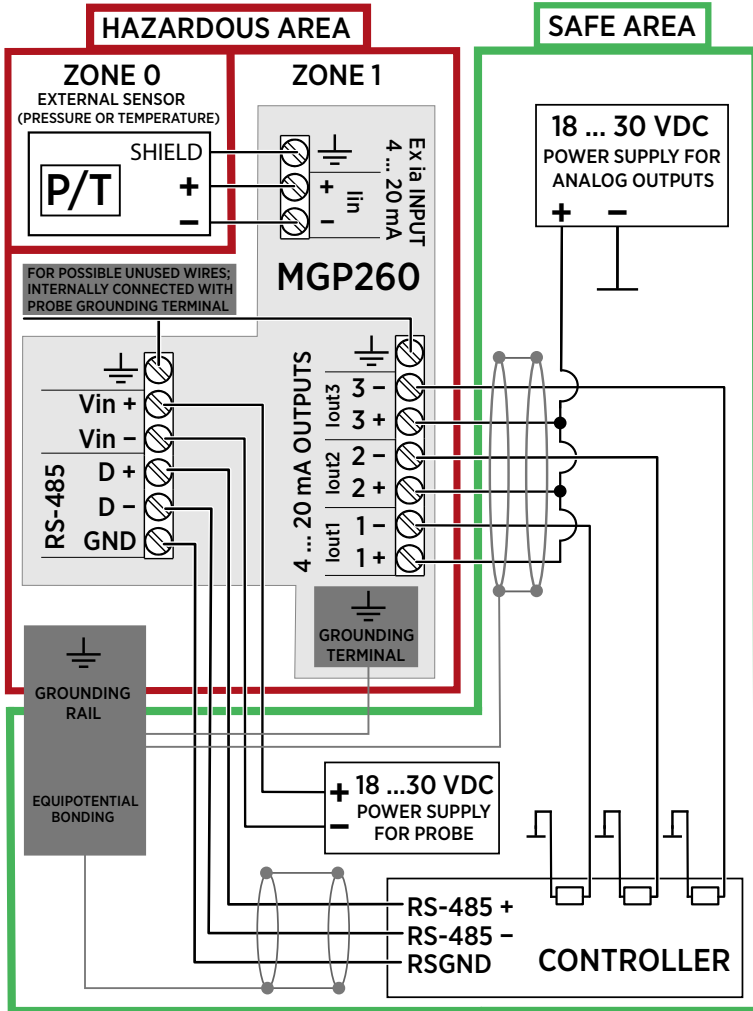 HAZARDOUS AREA
SAFE AREA
ZONE 0
EXTERNAL SENSOR
(PRESSURE OR TEMPERATURE)
SHIELD
P/T
+
−
ZONE 1
Ex ia INPUT
4 ... 20 mA
Iin
+
−
MGP260
18 ... 30 VDC
POWER SUPPLY FOR
ANALOG OUTPUTS
+ −
FOR POSSIBLE UNUSED WIRES;
INTERNALLY CONNECTED WITH
PROBE GROUNDING TERMINAL
Vin +
Vin −
RS-485
D +
D −
GND
4 ... 20 mA OUTPUTS
Iout3
3 −
3 +
Iout2
2 −
2 +
Iout1
1 −
1 +
GROUNDING
TERMINAL
GROUNDING
RAIL
EQUIPOTENTIAL
BONDING
+ 18 ...30 VDC
POWER SUPPLY
− FOR PROBE
RS-485 +
RS-485 −
RSGND
CONTROLLER